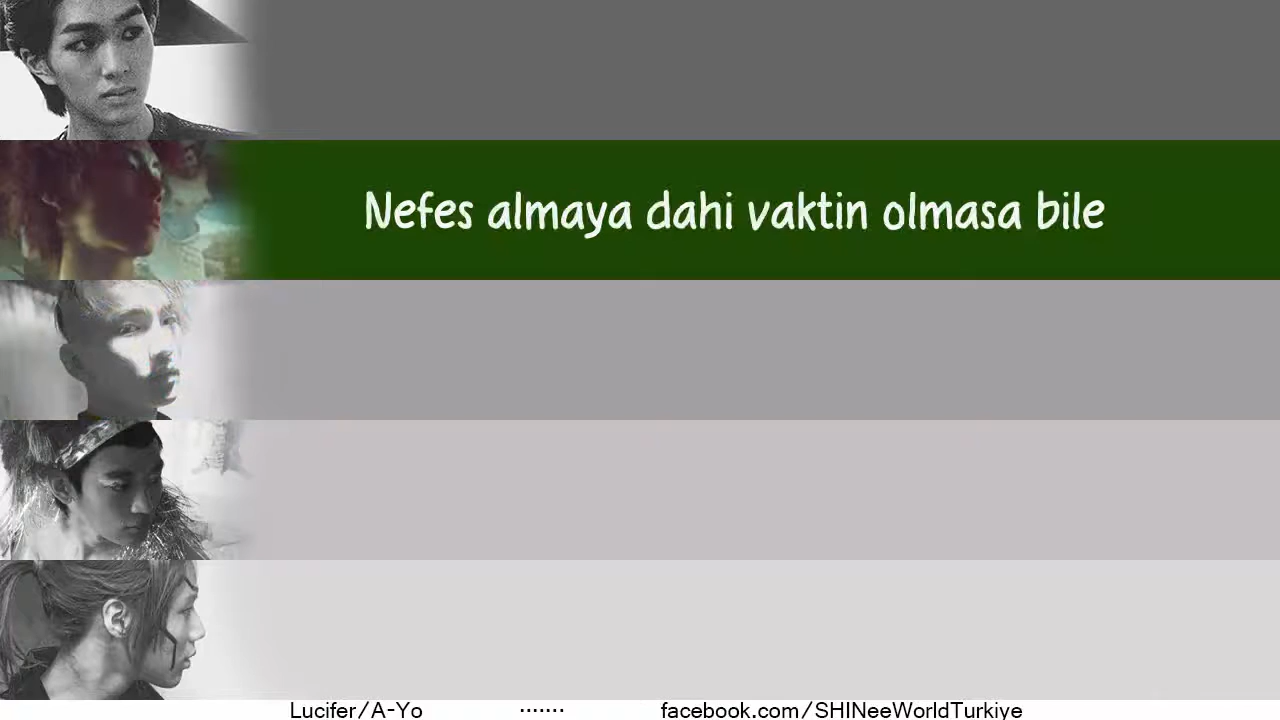 Nefes almaya dahi vaktin olmasa bile
Lucifer/A-Yo ....... facebook.com/SHINeeWorldTurkiye